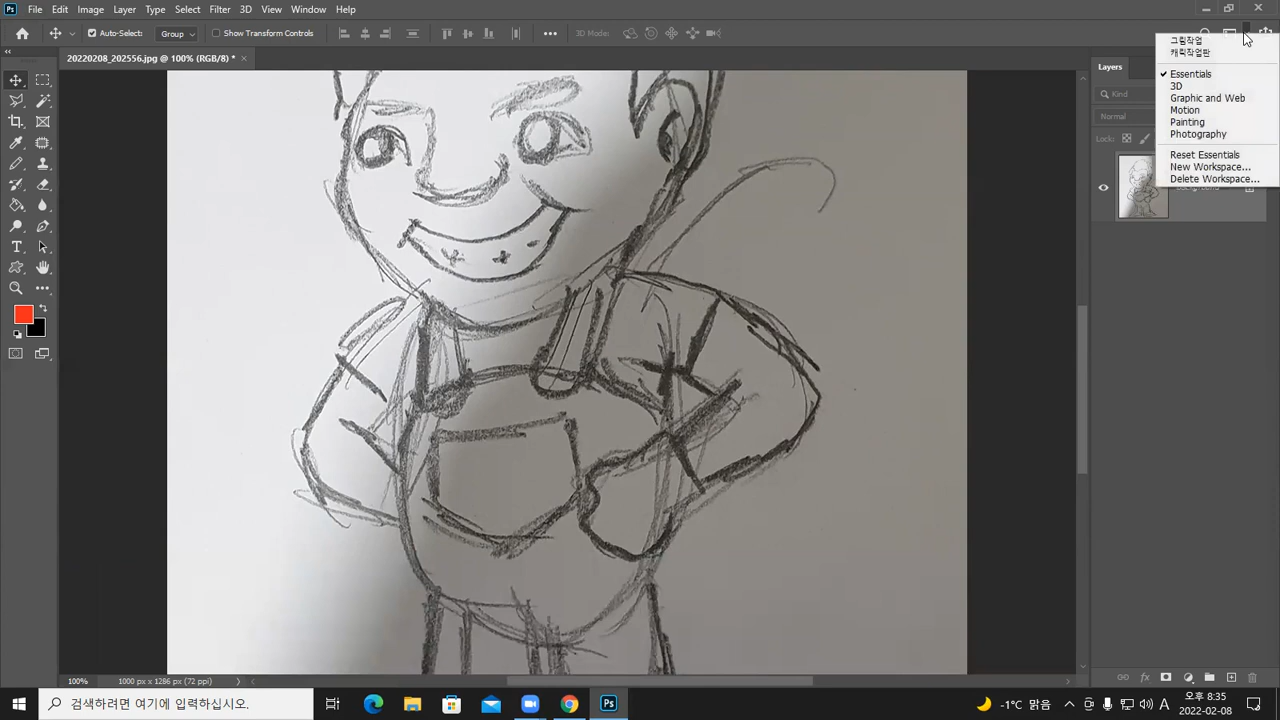 Ps File Edit Image Layer Type Select Filter 3D View Window Help
Auto-Select: Group Show Transform Controls 3D Mode:
20220208_202556.jpg @ 100% (RGB/8) *
그림작업
캐릭작업판
Essentials
3D
Graphic and Web
Motion
Painting
Photography
Reset Essentials
New Workspace...
Delete Workspace...
Layers
Kind
Normal
Lock:
100% 1000 px x 1286 px (72 ppi)
검색하려면 여기에 입력하십시오.
Ps
-1°C 맑음
A
오후 8:35
2022-02-08